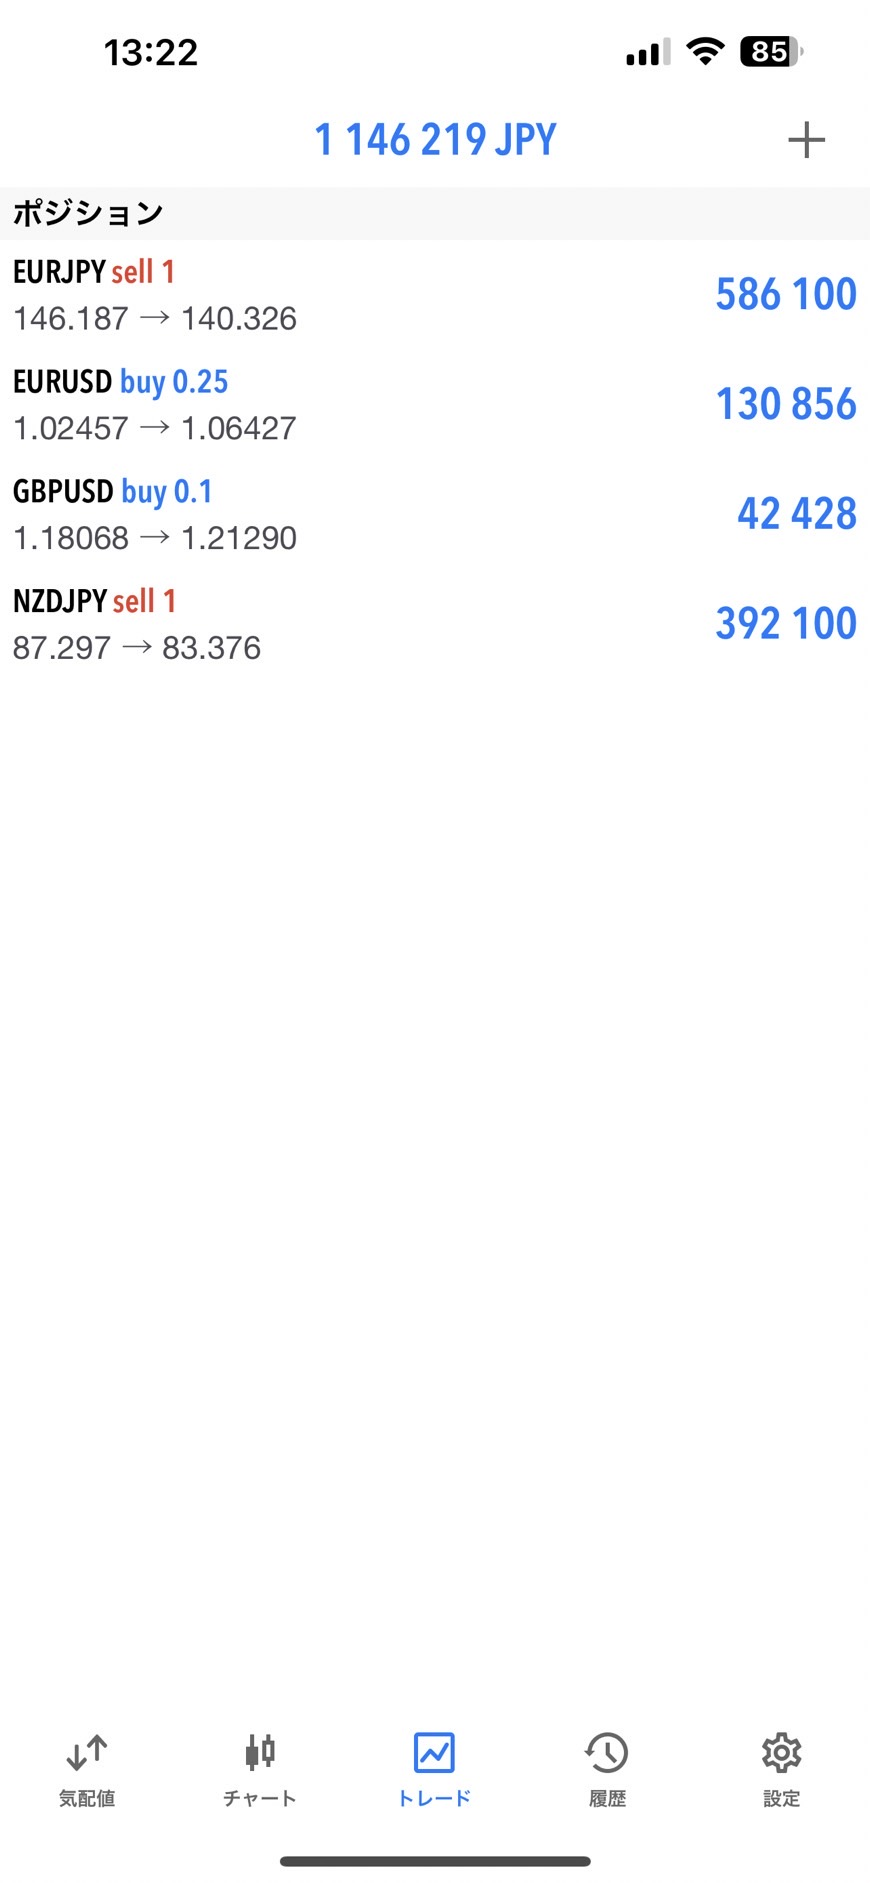 13:22
85
1 146 219 JPY
ポジション
EURJPY sell 1
146.187 → 140.326
586 100
EURUSD buy 0.25
1.02457 → 1.06427
130 856
GBPUSD buy 0.1
1.18068 → 1.21290
42 428
NZDJPY sell 1
87.297 → 83.376
392 100
気配値
チャート
トレード
履歴
設定